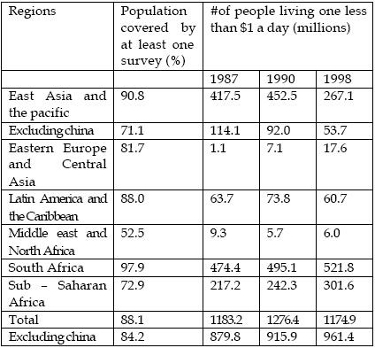 Regions Population covered by at least one survey (%) #of people living one less than $1 a day (millions)
1987 1990 1998
East Asia and the pacific 90.8 417.5 452.5 267.1
Excluding china 71.1 114.1 92.0 53.7
Eastern Europe and Central Asia 81.7 1.1 7.1 17.6
Latin America and the Caribbean 88.0 63.7 73.8 60.7
Middle east and North Africa 52.5 9.3 5.7 6.0
South Africa 97.9 474.4 495.1 521.8
Sub – Saharan Africa 72.9 217.2 242.3 301.6
Total 88.1 1183.2 1276.4 1174.9
Excluding china 84.2 879.8 915.9 961.4